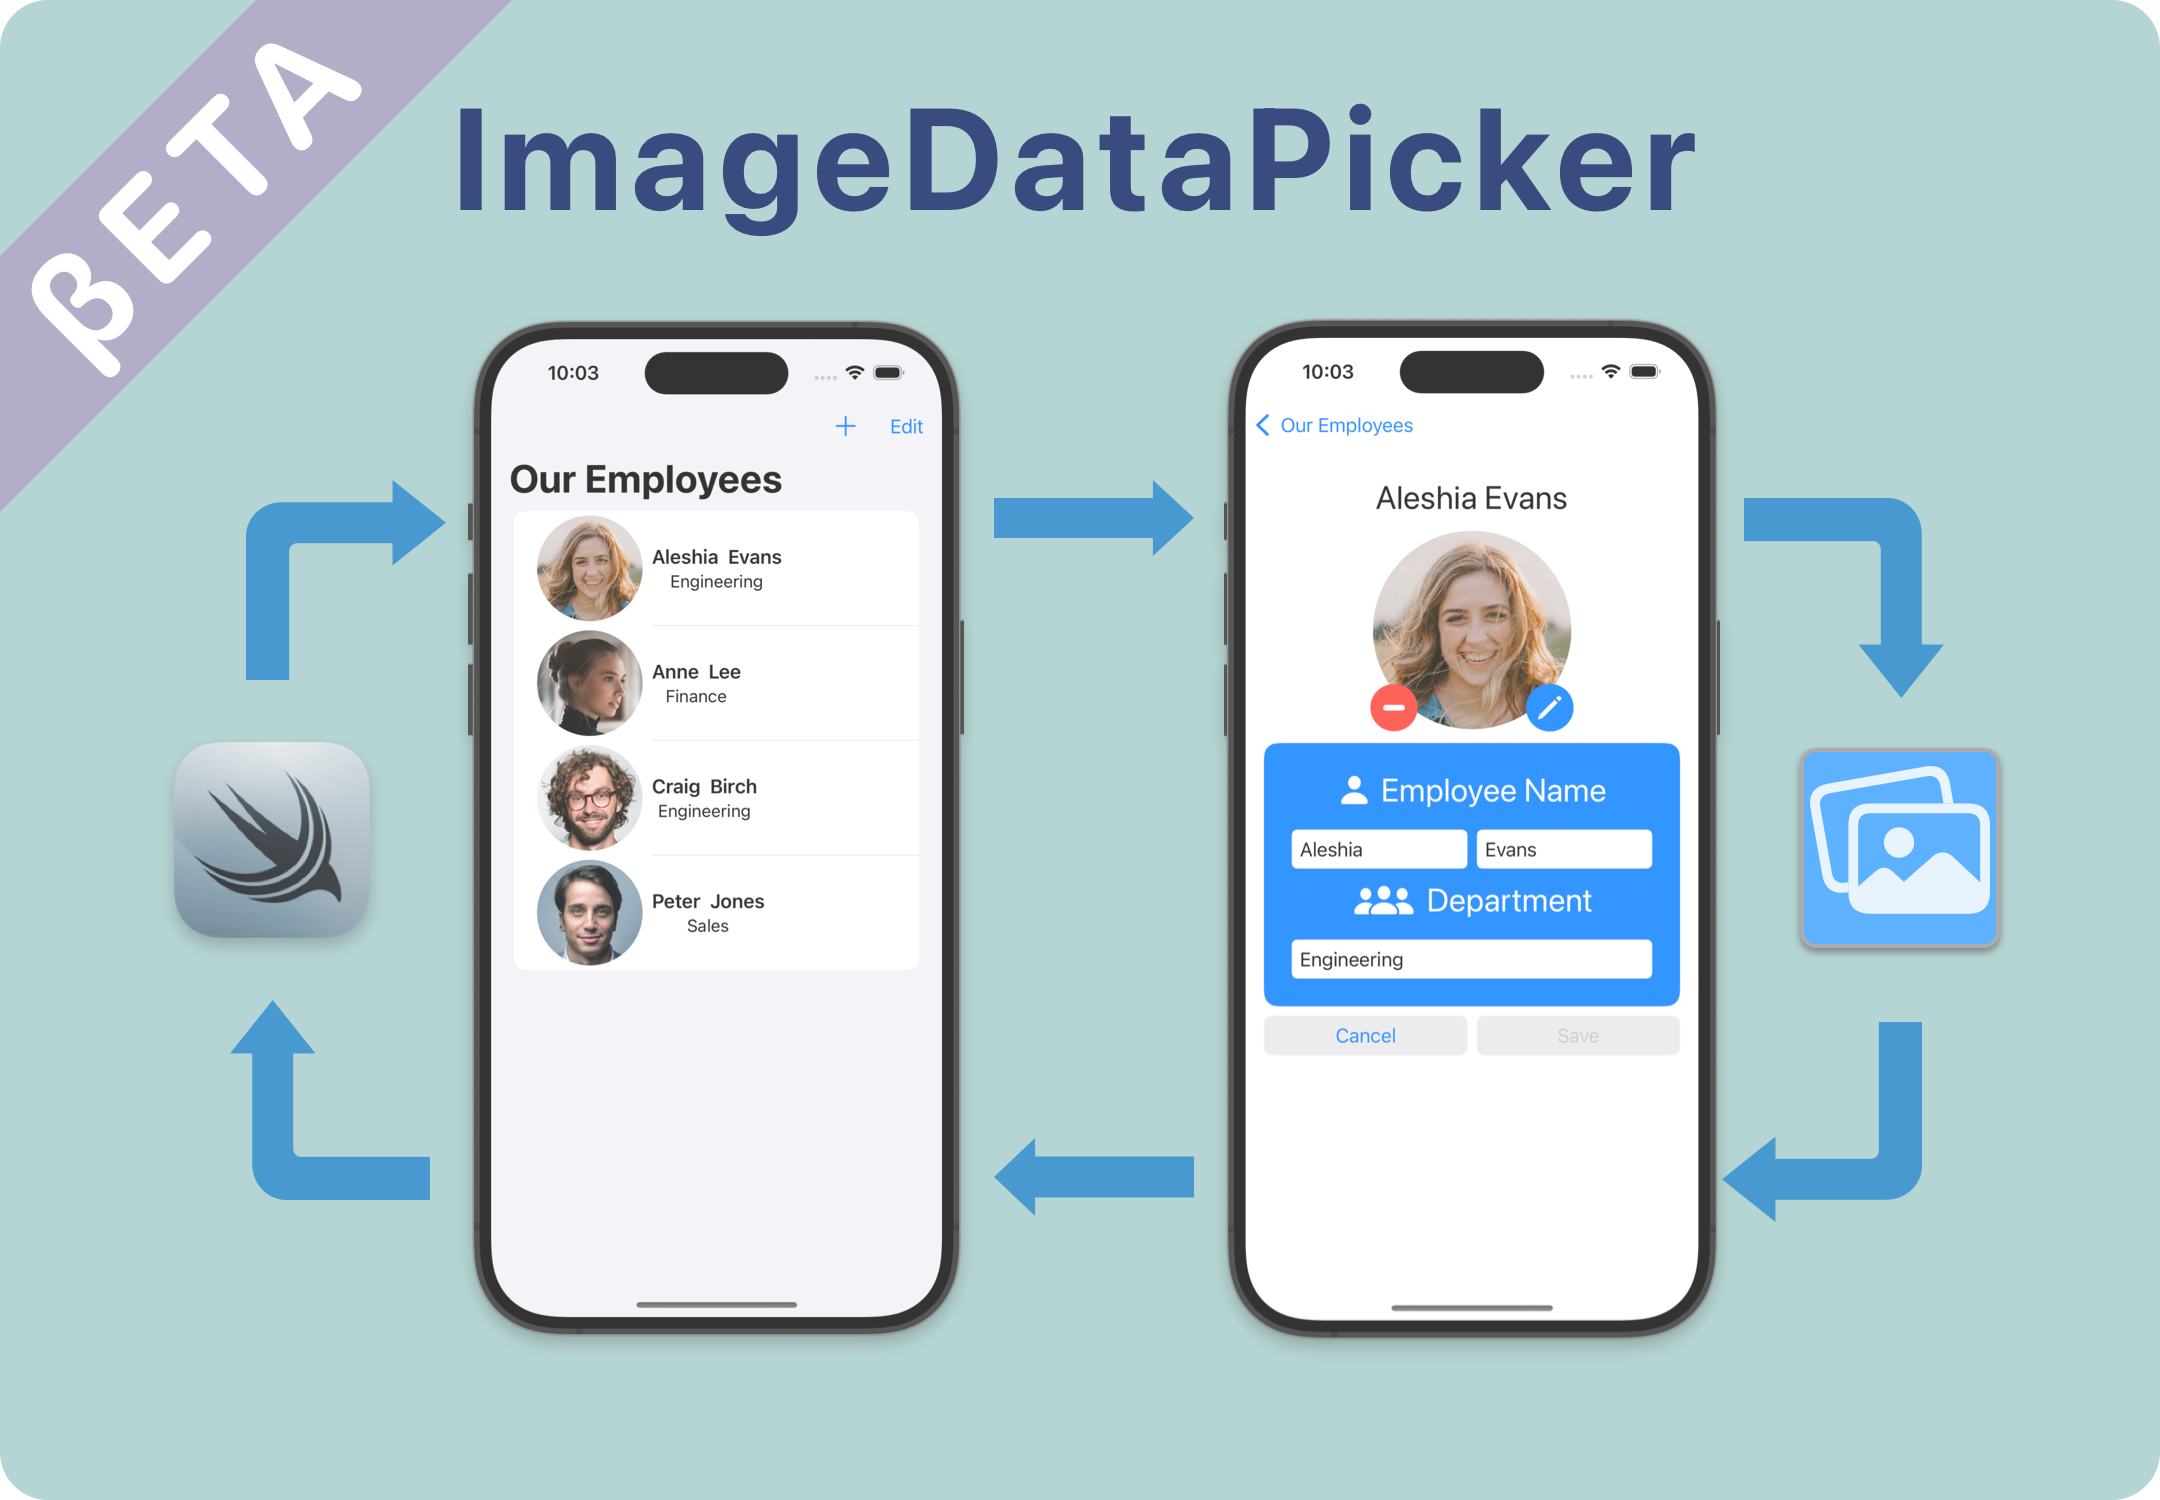 βETA
ImageDataPicker
10:03
Edit
Our Employees
Aleshia Evans
Engineering
Anne Lee
Finance
Craig Birch
Engineering
Peter Jones
Sales
10:03
Our Employees
Aleshia Evans
Employee Name
Aleshia Evans
Department
Engineering
Cancel Save